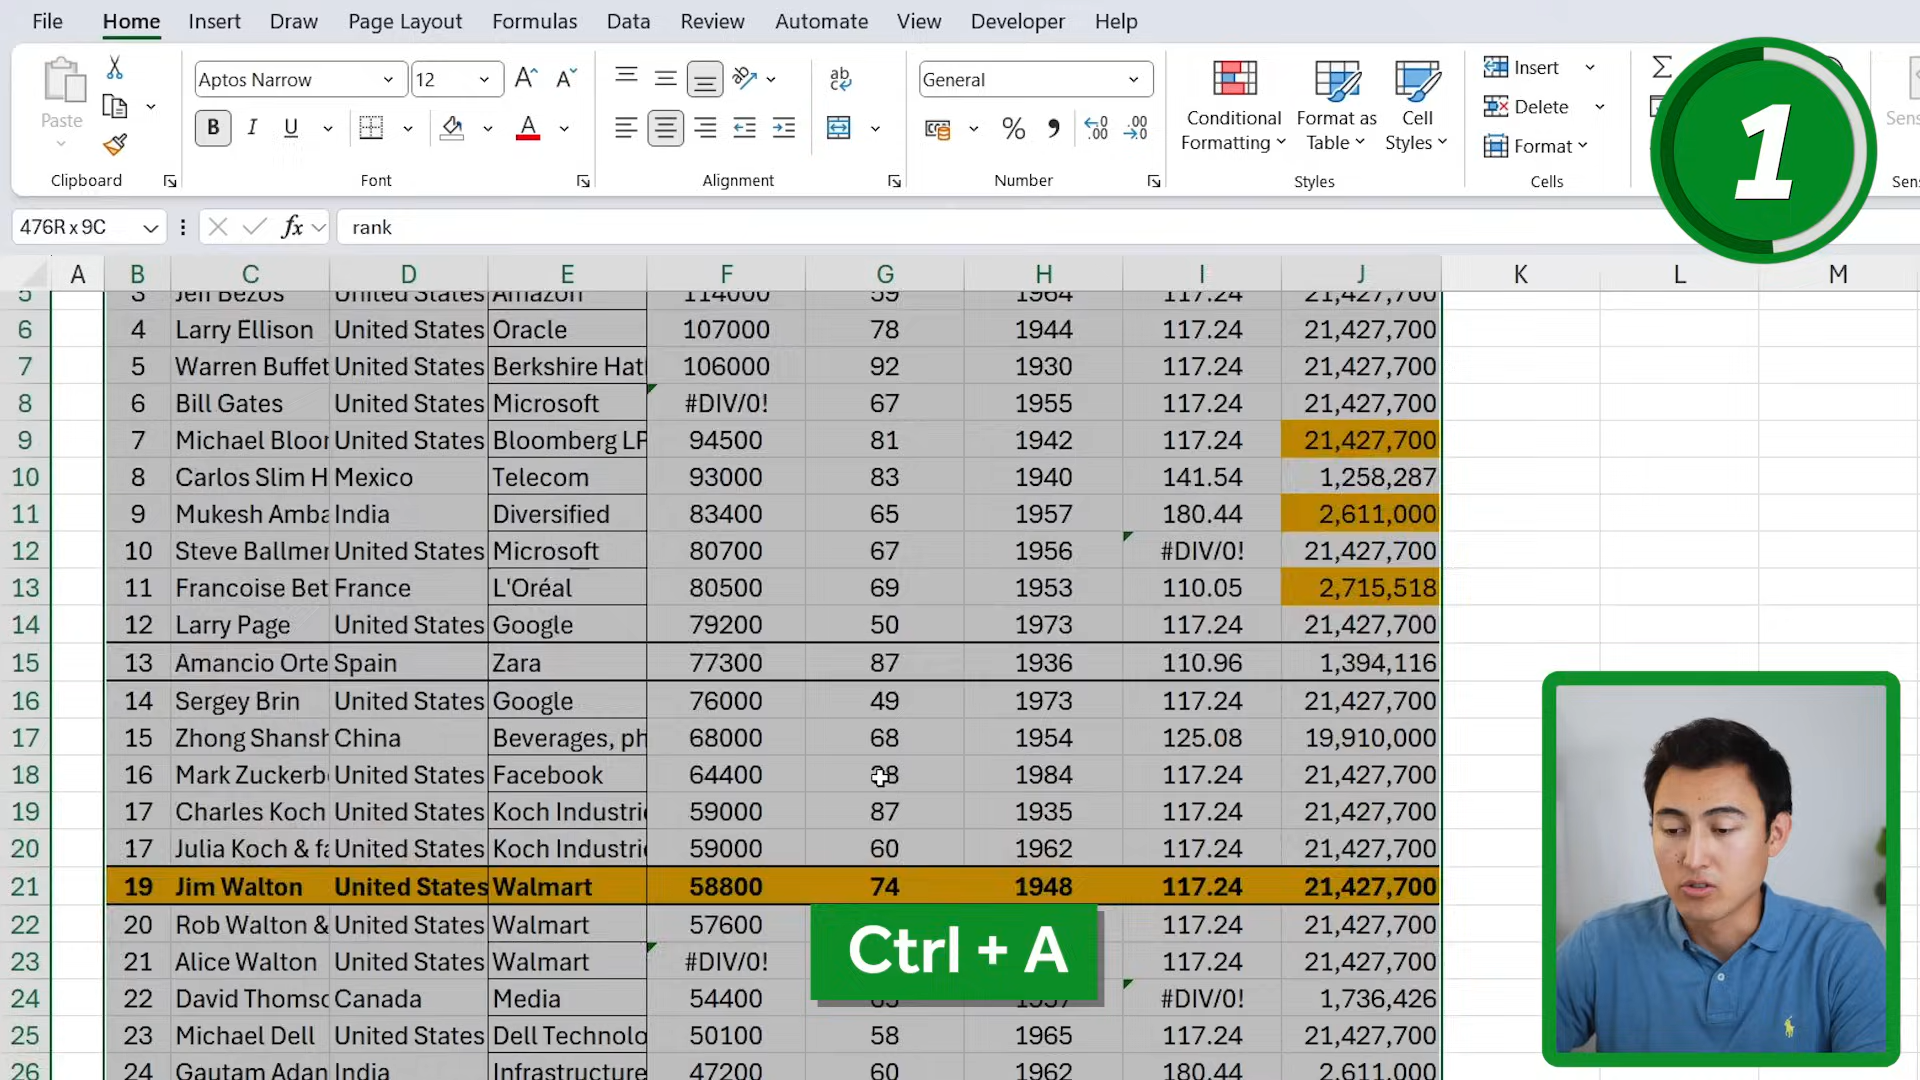 File Home Insert Draw Page Layout Formulas Data Review Automate View Developer Help
Aptos Narrow 12 General Insert
Paste Conditional Formatting Format as Table Cell Styles Delete
B I U Format
Clipboard Font Alignment Number Styles Cells
1
476R x 9C fx rank
A B C D E F G H I J K L M
5 3 Jeff Bezos United States Amazon 114000 59 1964 117.24 21,427,700
6 4 Larry Ellison United States Oracle 107000 78 1944 117.24 21,427,700
7 5 Warren Buffet United States Berkshire Hat 106000 92 1930 117.24 21,427,700
8 6 Bill Gates United States Microsoft #DIV/0! 67 1955 117.24 21,427,700
9 7 Michael Bloor United States Bloomberg LP 94500 81 1942 117.24 21,427,700
10 8 Carlos Slim H Mexico Telecom 93000 83 1940 141.54 1,258,287
11 9 Mukesh Amba India Diversified 83400 65 1957 180.44 2,611,000
12 10 Steve Ballmer United States Microsoft 80700 67 1956 #DIV/0! 21,427,700
13 11 Francoise Bet France L'Oréal 80500 69 1953 110.05 2,715,518
14 12 Larry Page United States Google 79200 50 1973 117.24 21,427,700
15 13 Amancio Orte Spain Zara 77300 87 1936 110.96 1,394,116
16 14 Sergey Brin United States Google 76000 49 1973 117.24 21,427,700
17 15 Zhong Shansh China Beverages, ph 68000 68 1954 125.08 19,910,000
18 16 Mark Zuckerb United States Facebook 64400 1984 117.24 21,427,700
19 17 Charles Koch United States Koch Industri 59000 87 1935 117.24 21,427,700
20 17 Julia Koch & fa United States Koch Industri 59000 60 1962 117.24 21,427,700
21 19 Jim Walton United States Walmart 58800 74 1948 117.24 21,427,700
22 20 Rob Walton & United States Walmart 57600 117.24 21,427,700
23 21 Alice Walton United States Walmart #DIV/0! 117.24 21,427,700
Ctrl + A
24 22 David Thomso Canada Media 54400 #DIV/0! 1,736,426
25 23 Michael Dell United States Dell Technolo 50100 58 1965 117.24 21,427,700
26 24 Gautam Adan India Infrastructure 47200 60 1962 180.44 2,611,000